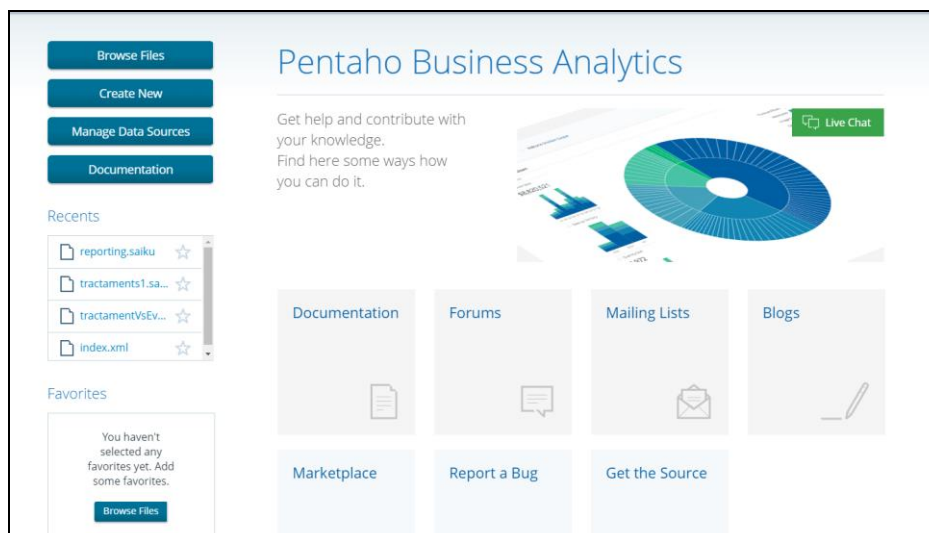 Browse Files
Create New
Manage Data Sources
Documentation
Recents
reporting.saiku
tractaments1.sa...
tractamentVsEv...
index.xml
Favorites
You haven't
selected any
favorites yet. Add
some favorites.
Browse Files
Pentaho Business Analytics
Get help and contribute with
your knowledge.
Find here some ways how
you can do it.
Live Chat
Documentation
Forums
Mailing Lists
Blogs
Marketplace
Report a Bug
Get the Source